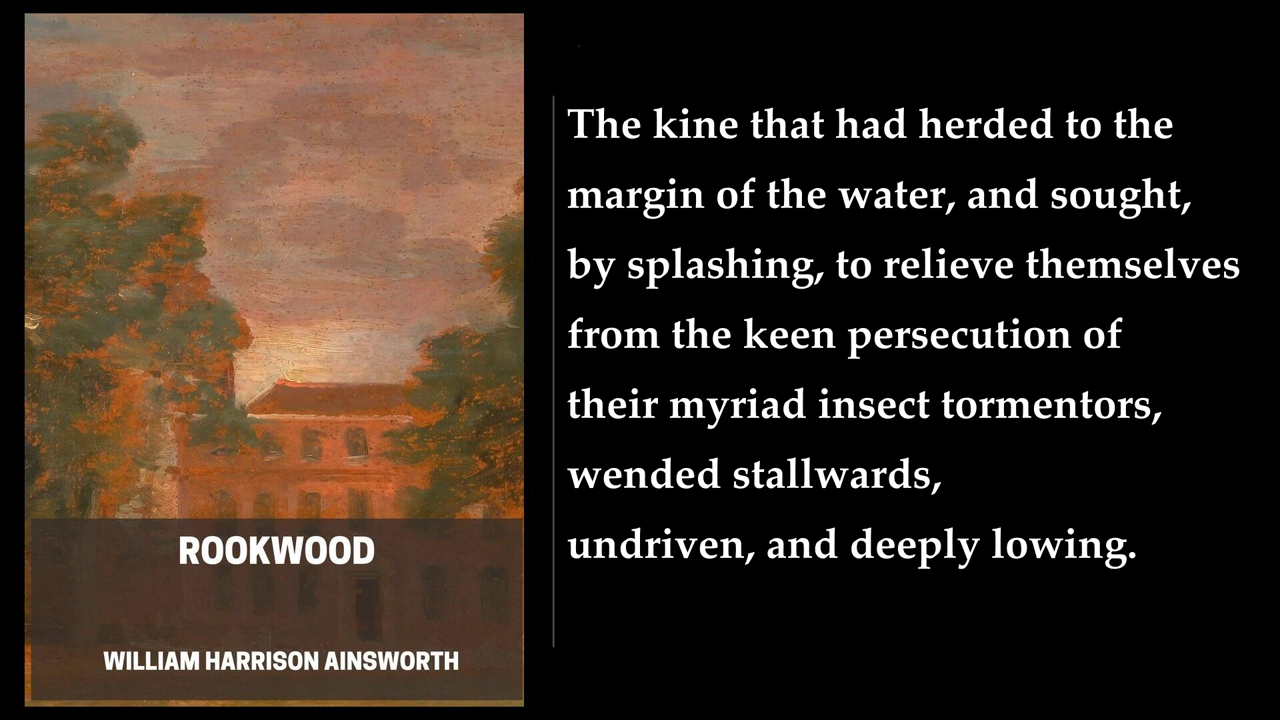 ROOKWOOD
WILLIAM HARRISON AINSWORTH
The kine that had herded to the
margin of the water, and sought,
by splashing, to relieve themselves
from the keen persecution of
their myriad insect tormentors,
wended stallwards,
undriven, and deeply lowing.